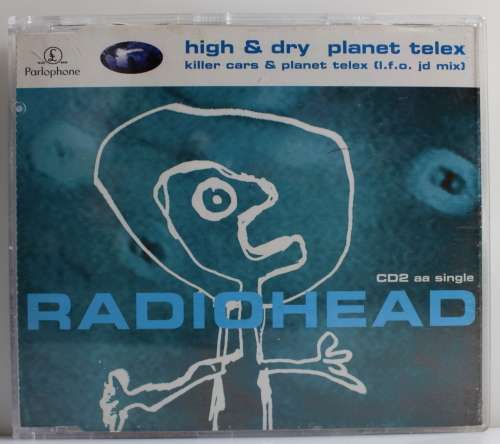 Parlophone
high & dry planet telex
killer cars & planet telex (l.f.o. jd mix)
CD2 aa single
RADIOHEAD